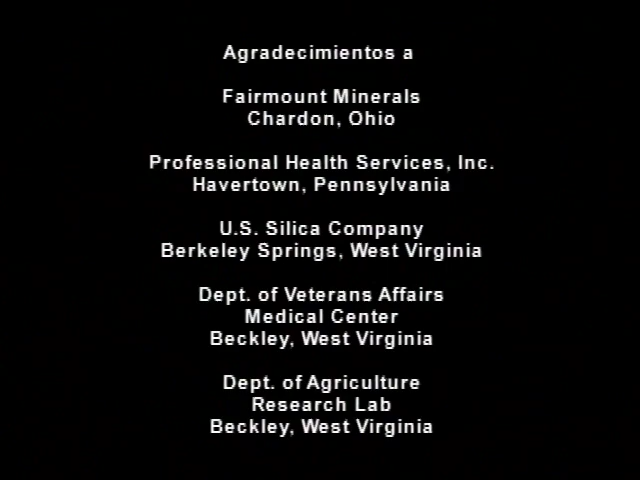 Agradecimientos a
Fairmount Minerals
Chardon, Ohio
Professional Health Services, Inc.
Havertown, Pennsylvania
U.S. Silica Company
Berkeley Springs, West Virginia
Dept. of Veterans Affairs
Medical Center
Beckley, West Virginia
Dept. of Agriculture
Research Lab
Beckley, West Virginia